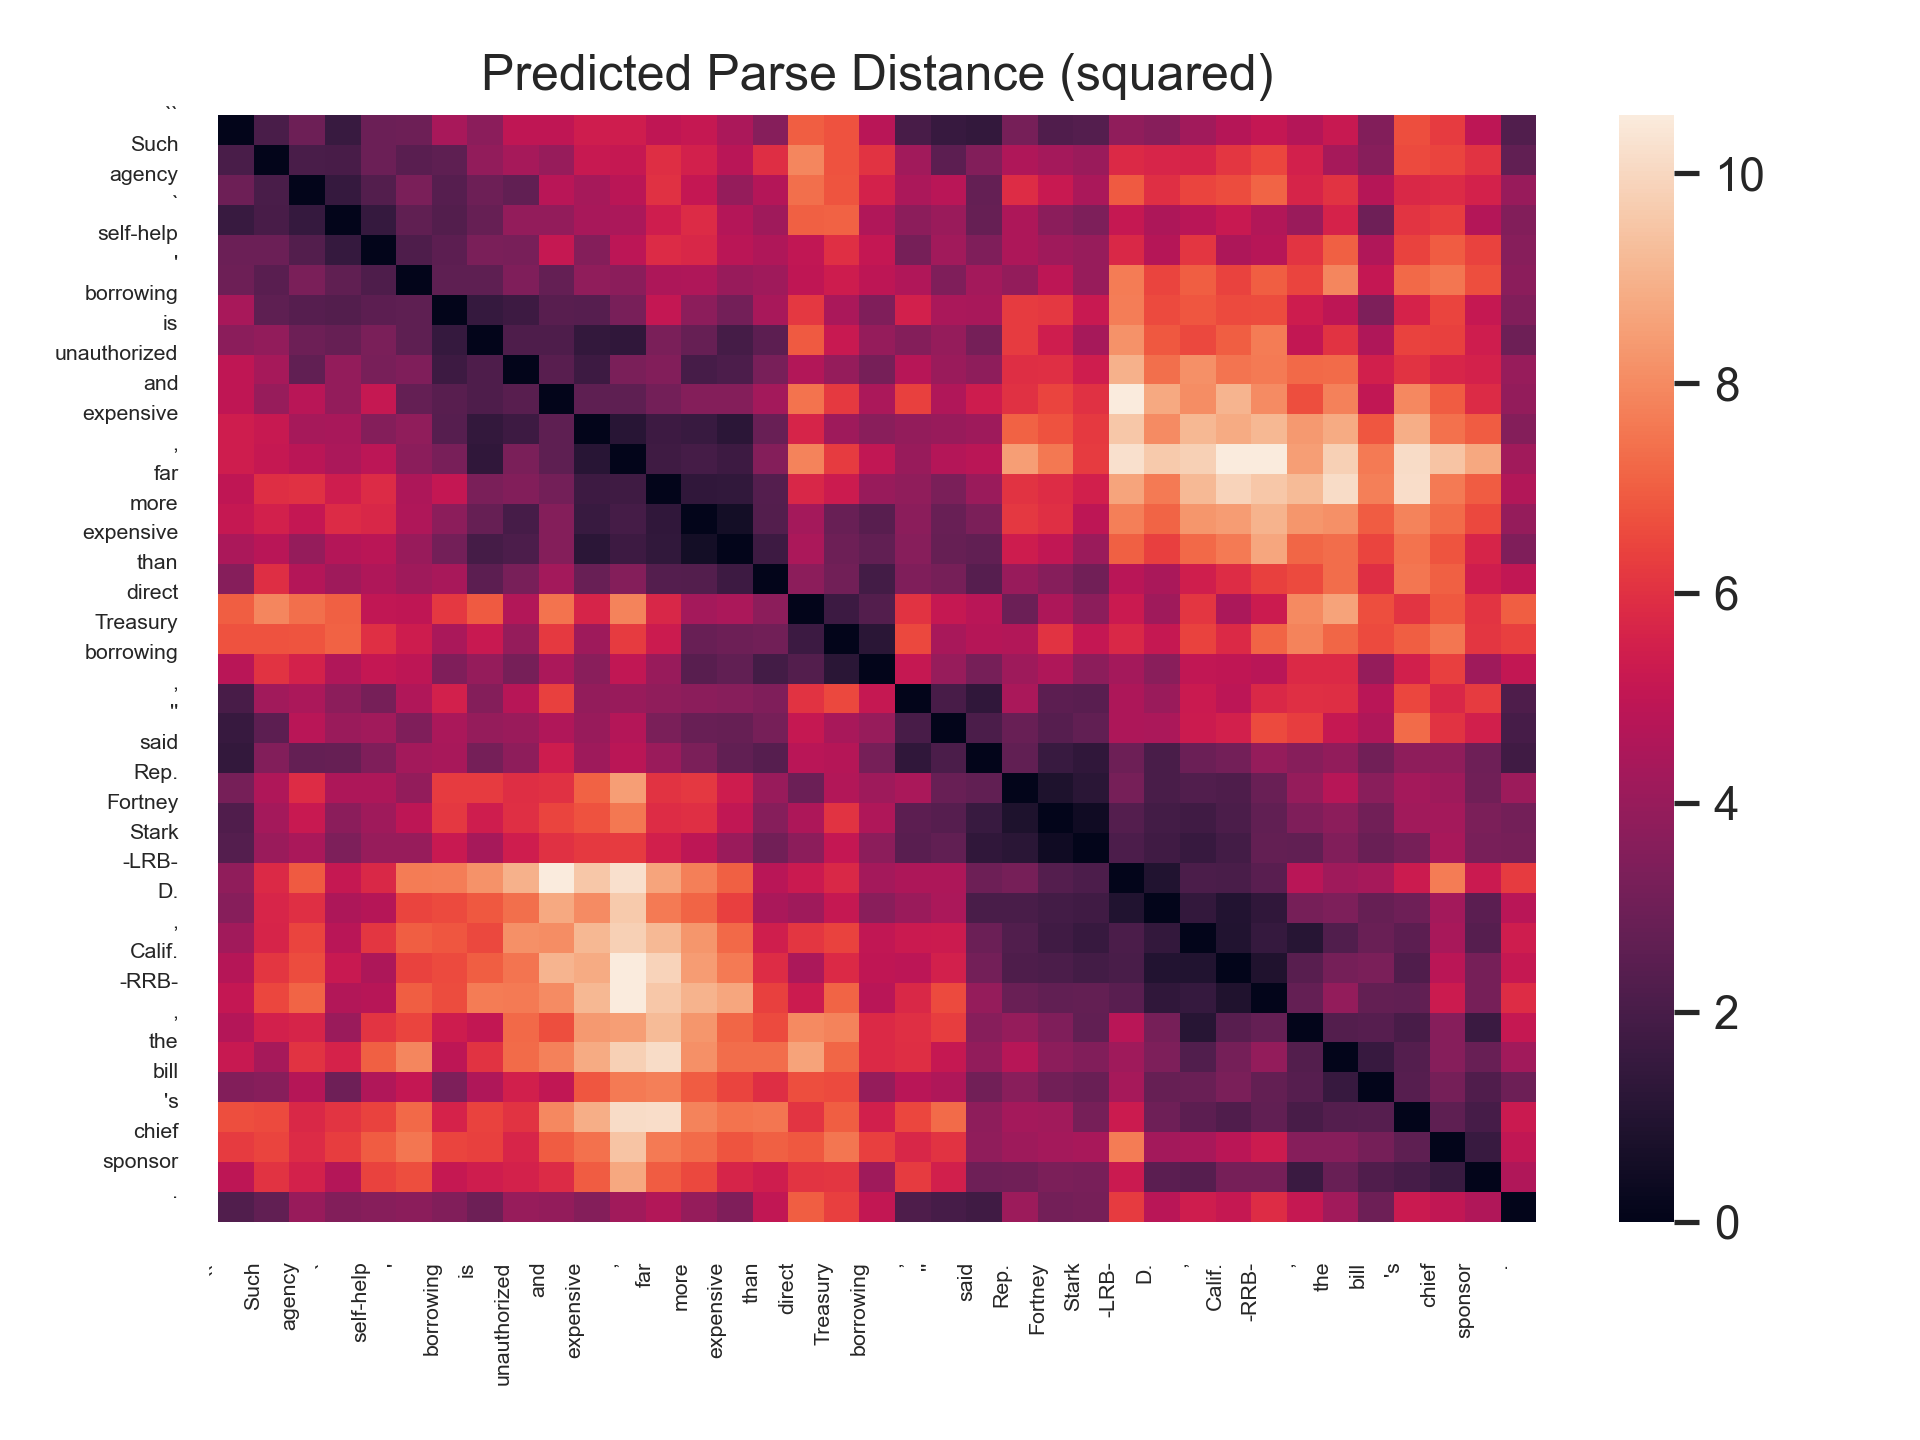 Predicted Parse Distance (squared)
``
Such
agency
`
self-help
'
borrowing
is
unauthorized
and
expensive
,
far
more
expensive
than
direct
Treasury
borrowing
,
''
said
Rep.
Fortney
Stark
-LRB-
D.
,
Calif.
-RRB-
,
the
bill
's
chief
sponsor
.
10
8
6
4
2
0
``
Such
agency
`
self-help
'
borrowing
is
unauthorized
and
expensive
,
far
more
expensive
than
direct
Treasury
borrowing
,
''
said
Rep.
Fortney
Stark
-LRB-
D.
,
Calif.
-RRB-
,
the
bill
's
chief
sponsor
.